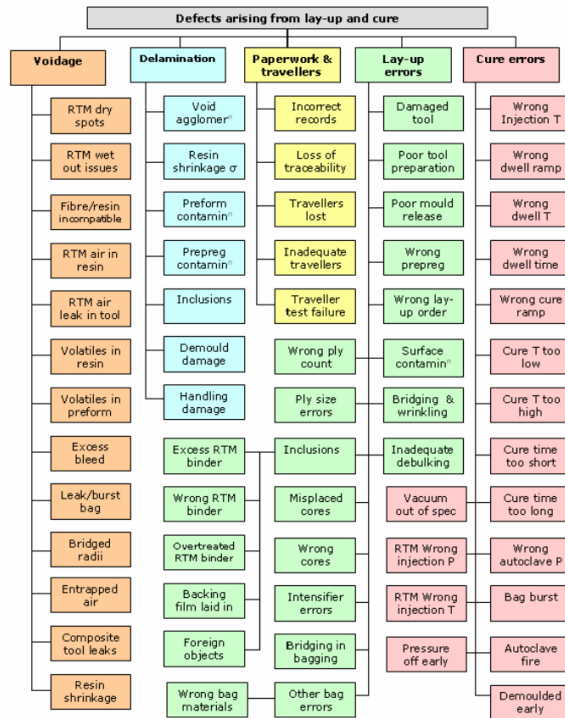 Defects arising from lay-up and cure
Voidage
Delamination
Paperwork &
travellers
Lay-up
errors
Cure errors
RTM dry
spots
RTM wet
out issues
Fibre/resin
incompatible
RTM air in
resin
RTM air
leak in tool
Volatiles in
resin
Volatiles in
preform
Excess
bleed
Leak/burst
bag
Bridged
radii
Entrapped
air
Composite
tool leaks
Resin
shrinkage
Void
agglomerⁿ
Resin
shrinkage σ
Preform
contaminⁿ
Prepreg
contaminⁿ
Inclusions
Demould
damage
Handling
damage
Incorrect
records
Loss of
traceability
Travellers
lost
Inadequate
travellers
Traveller
test failure
Damaged
tool
Poor tool
preparation
Poor mould
release
Wrong
prepreg
Wrong lay-
up order
Surface
contaminⁿ
Bridging &
wrinkling
Inadequate
debulking
Wrong ply
count
Ply size
errors
Inclusions
Misplaced
cores
Wrong
cores
Intensifier
errors
Bridging in
bagging
Other bag
errors
Excess RTM
binder
Wrong RTM
binder
Overtreated
RTM binder
Backing
film laid in
Foreign
objects
Wrong bag
materials
Wrong
Injection T
Wrong
dwell ramp
Wrong
dwell T
Wrong
dwell time
Wrong cure
ramp
Cure T too
low
Cure T too
high
Cure time
too short
Cure time
too long
Wrong
autoclave P
Bag burst
Autoclave
fire
Demoulded
early
Vacuum
out of spec
RTM Wrong
injection P
RTM Wrong
injection T
Pressure
off early